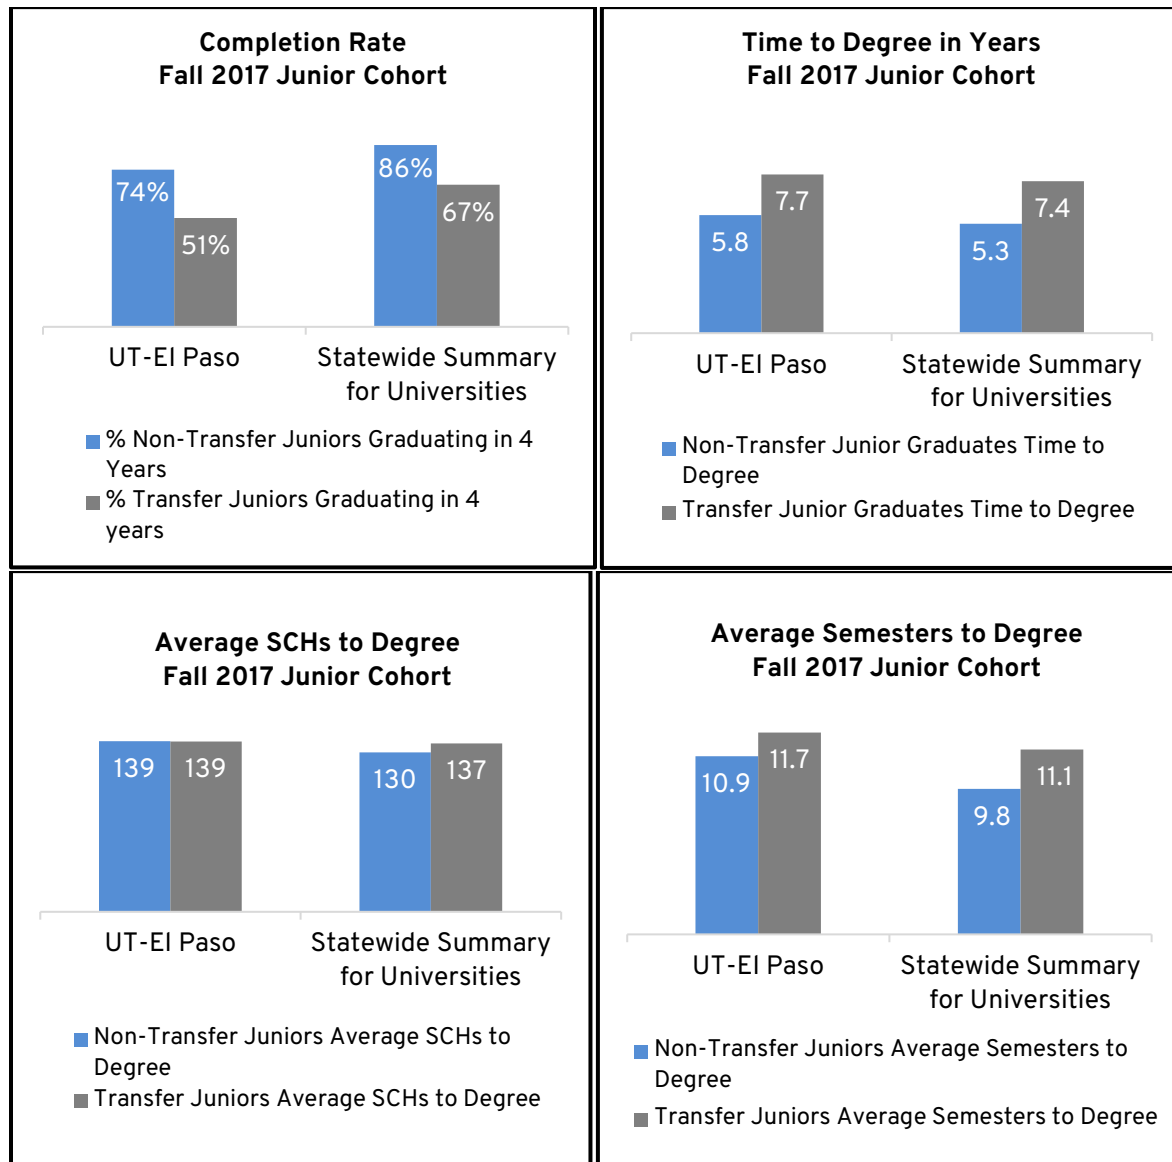 Completion Rate
Fall 2017 Junior Cohort
74%
51%
86%
67%
UT-El Paso
Statewide Summary
for Universities
% Non-Transfer Juniors Graduating in 4
Years
% Transfer Juniors Graduating in 4
years
Time to Degree in Years
Fall 2017 Junior Cohort
5.8
7.7
5.3
7.4
UT-El Paso
Statewide Summary
for Universities
Non-Transfer Junior Graduates Time to
Degree
Transfer Junior Graduates Time to Degree
Average SCHs to Degree
Fall 2017 Junior Cohort
139
139
130
137
UT-El Paso
Statewide Summary
for Universities
Non-Transfer Juniors Average SCHs to
Degree
Transfer Juniors Average SCHs to Degree
Average Semesters to Degree
Fall 2017 Junior Cohort
10.9
11.7
9.8
11.1
UT-El Paso
Statewide Summary
for Universities
Non-Transfer Juniors Average Semesters to
Degree
Transfer Juniors Average Semesters to Degree